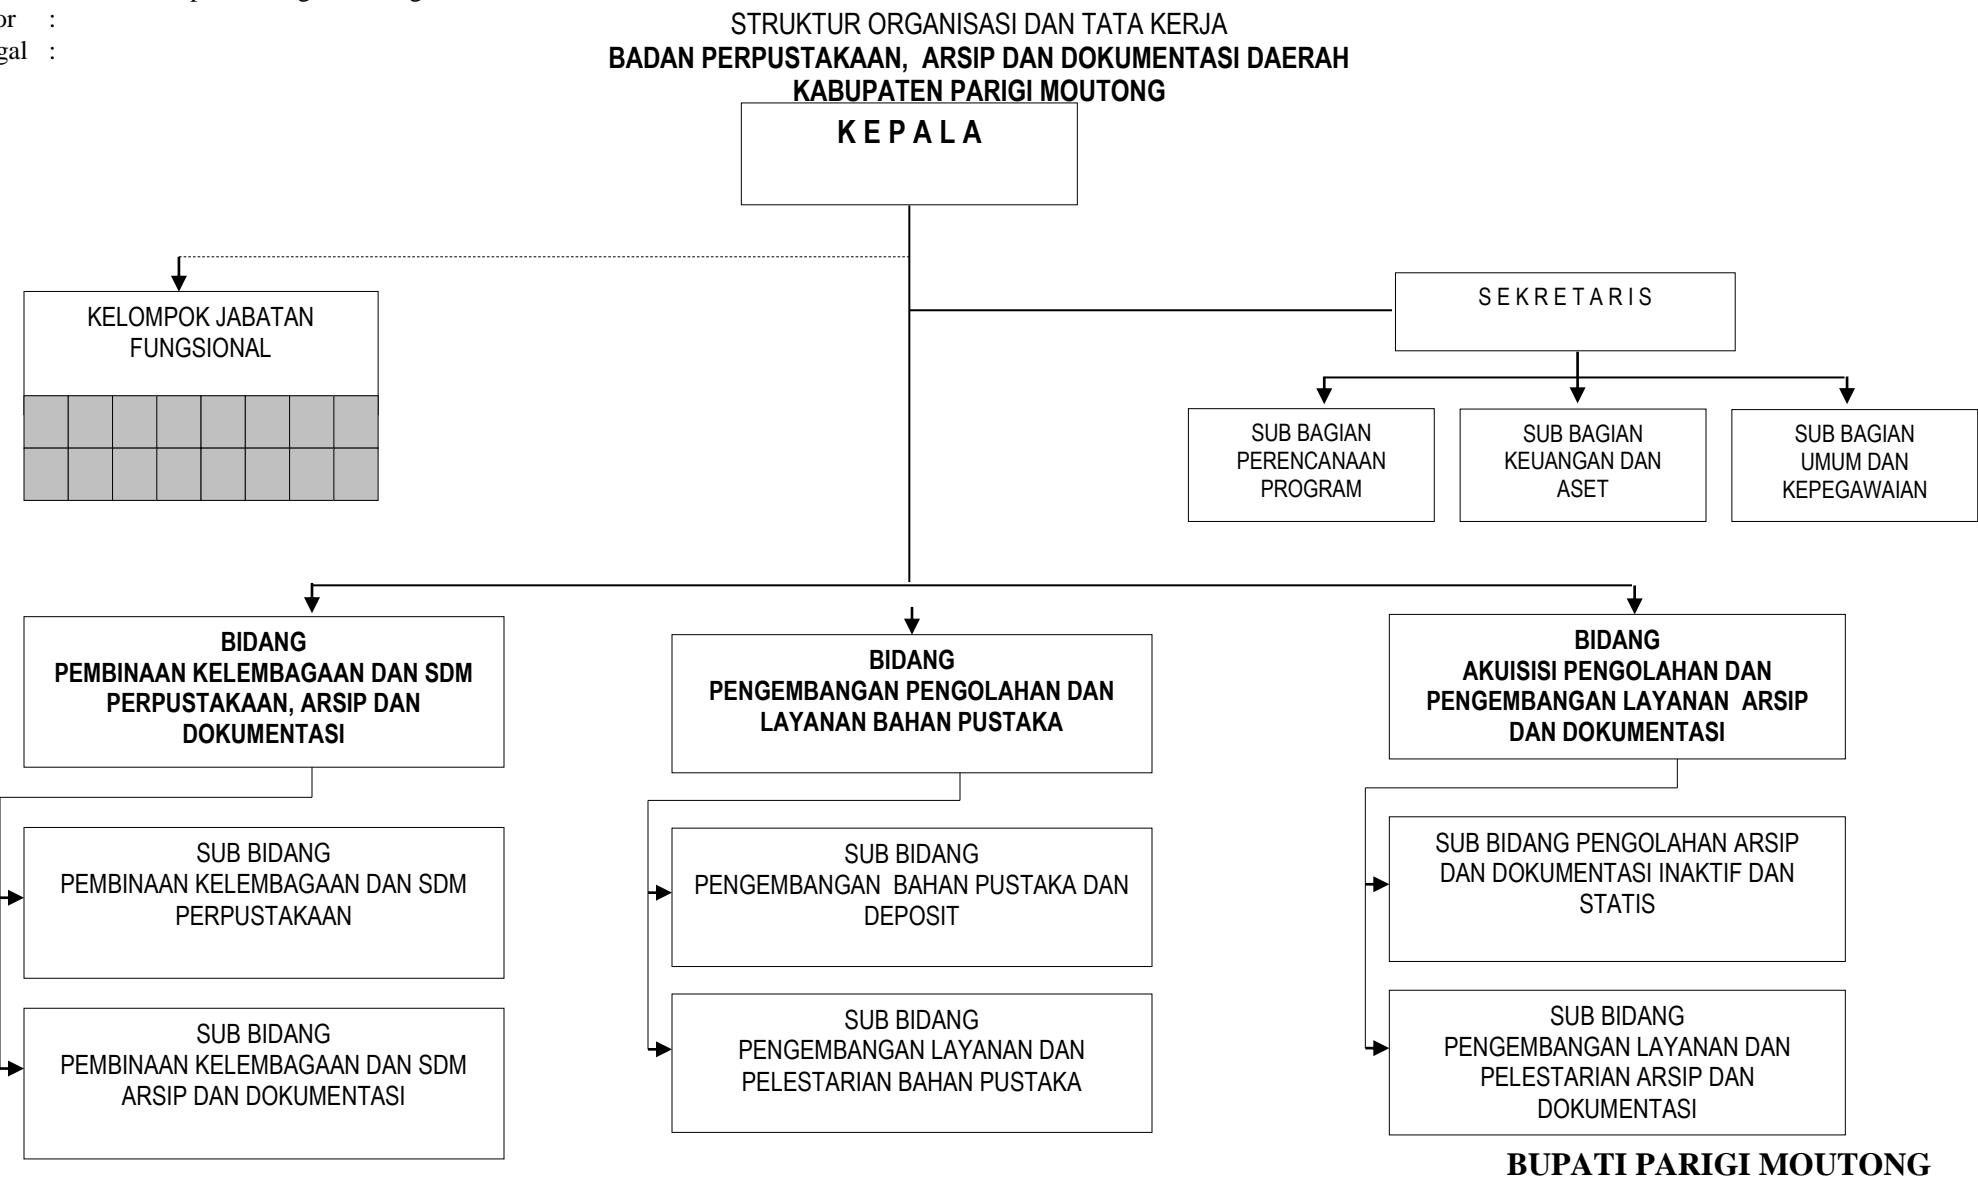 or :
gal :
STRUKTUR ORGANISASI DAN TATA KERJA
BADAN PERPUSTAKAAN, ARSIP DAN DOKUMENTASI DAERAH
KABUPATEN PARIGI MOUTONG
K E P A L A
KELOMPOK JABATAN
FUNGSIONAL
S E K R E T A R I S
SUB BAGIAN
PERENCANAAN
PROGRAM
SUB BAGIAN
KEUANGAN DAN
ASET
SUB BAGIAN
UMUM DAN
KEPEGAWAIAN
BIDANG
PEMBINAAN KELEMBAGAAN DAN SDM
PERPUSTAKAAN, ARSIP DAN
DOKUMENTASI
BIDANG
PENGEMBANGAN PENGOLAHAN DAN
LAYANAN BAHAN PUSTAKA
BIDANG
AKUISISI PENGOLAHAN DAN
PENGEMBANGAN LAYANAN ARSIP
DAN DOKUMENTASI
SUB BIDANG
PEMBINAAN KELEMBAGAAN DAN SDM
PERPUSTAKAAN
SUB BIDANG
PENGEMBANGAN BAHAN PUSTAKA DAN
DEPOSIT
SUB BIDANG PENGOLAHAN ARSIP
DAN DOKUMENTASI INAKTIF DAN
STATIS
SUB BIDANG
PEMBINAAN KELEMBAGAAN DAN SDM
ARSIP DAN DOKUMENTASI
SUB BIDANG
PENGEMBANGAN LAYANAN DAN
PELESTARIAN BAHAN PUSTAKA
SUB BIDANG
PENGEMBANGAN LAYANAN DAN
PELESTARIAN ARSIP DAN
DOKUMENTASI
BUPATI PARIGI MOUTONG